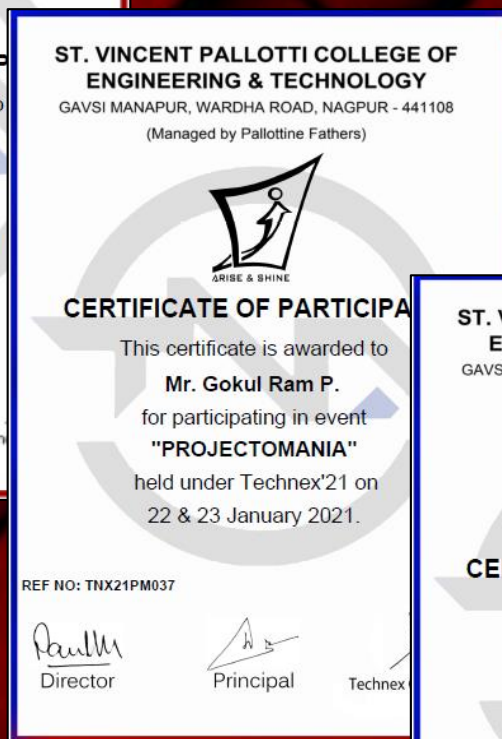 ST. VINCENT PALLOTTI COLLEGE OF
ENGINEERING & TECHNOLOGY
GAVSI MANAPUR, WARDHA ROAD, NAGPUR - 441108
(Managed by Pallottine Fathers)
ARISE & SHINE
CERTIFICATE OF PARTICIPA
This certificate is awarded to
Mr. Gokul Ram P.
for participating in event
"PROJECTOMANIA"
held under Technex'21 on
22 & 23 January 2021.
REF NO: TNX21PM037
Director
Principal
Technex
ST. V
E
GAVS
CE